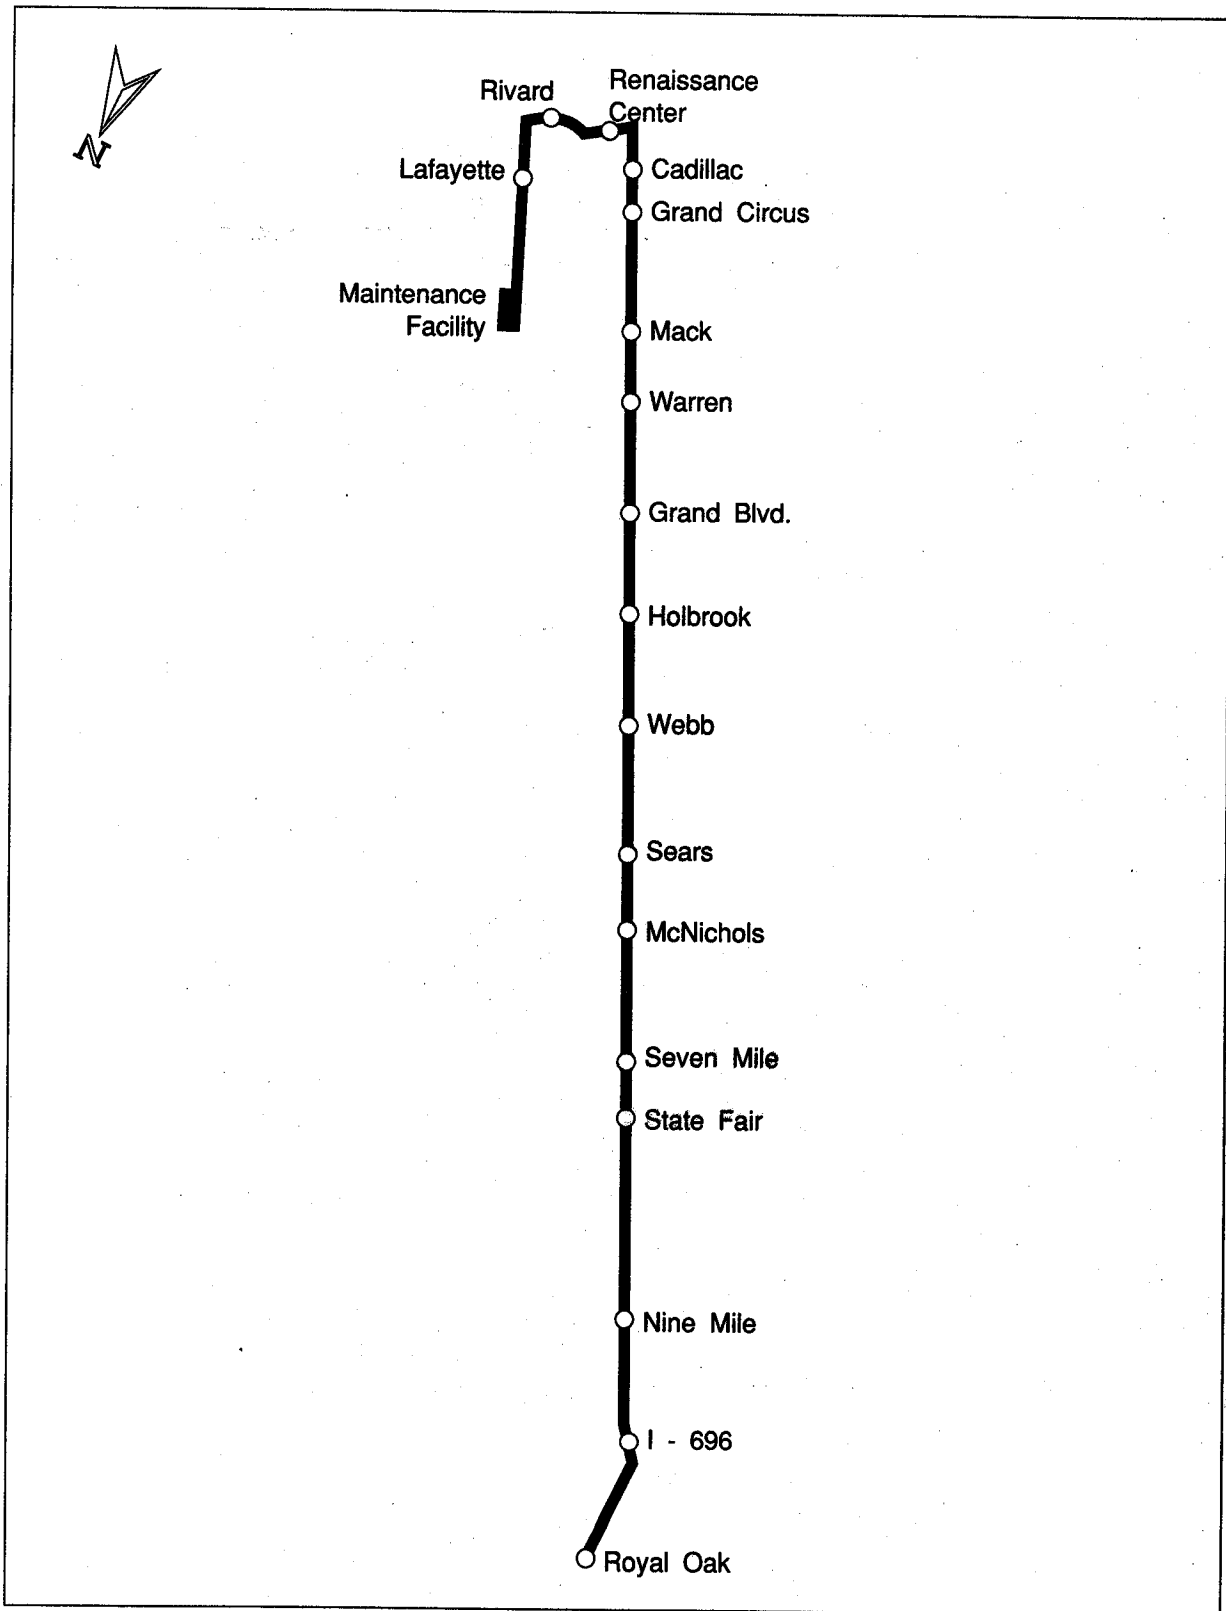 N
Rivard
Renaissance
Center
Lafayette
Cadillac
Grand Circus
Maintenance
Facility
Mack
Warren
Grand Blvd.
Holbrook
Webb
Sears
McNichols
Seven Mile
State Fair
Nine Mile
I - 696
Royal Oak